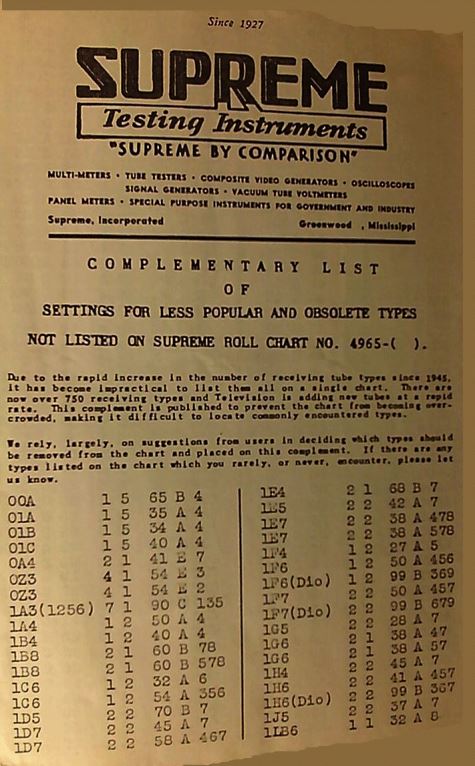 Since 1927
SUPREME
Testing Instruments
"SUPREME BY COMPARISON"
MULTI-METERS • TUBE TESTERS • COMPOSITE VIDEO GENERATORS • OSCILLOSCOPES
SIGNAL GENERATORS • VACUUM TUBE VOLTMETERS
PANEL METERS • SPECIAL PURPOSE INSTRUMENTS FOR GOVERNMENT AND INDUSTRY
Supreme, Incorporated Greenwood , Mississippi
COMPLEMENTARY LIST
OF
SETTINGS FOR LESS POPULAR AND OBSOLETE TYPES
NOT LISTED ON SUPREME ROLL CHART NO. 4965-( ).
Due to the rapid increase in the number of receiving tube types since 1945,
it has become impractical to list them all on a single chart. There are
now over 750 receiving types and Television is adding new tubes at a rapid
rate. This complement is published to prevent the chart from becoming over-
crowded, making it difficult to locate commonly encountered types.
We rely, largely, on suggestions from users in deciding which types should
be removed from the chart and placed on this complement. If there are any
types listed on the chart which you rarely, or never, encounter, please let
us know.
00A 1 5 65 B 4
01A 1 5 35 A 4
01B 1 5 34 A 4
01C 1 5 40 A 4
0A4 2 1 41 E 7
0Z3 4 1 54 E 3
0Z3 4 1 54 E 2
1A3(1256) 7 1 90 C 135
1A4 1 2 50 A 4
1B4 1 2 40 A 4
1B8 2 1 60 B 78
1B8 2 1 60 B 578
1C6 1 2 32 A 6
1C6 1 2 54 A 356
1D5 2 2 70 B 7
1D7 2 2 45 A 7
1D7 2 2 58 A 467
1E4 2 1 68 B 7
1E5 2 2 42 A 7
1E7 2 2 38 A 478
1E7 2 2 38 A 578
1F4 1 2 27 A 5
1F6 1 2 50 A 456
1F6(Dio) 1 2 99 B 369
1F7 2 2 50 A 457
1F7(Dio) 2 2 99 B 679
1G5 2 2 28 A 7
1G6 2 1 38 A 47
1G6 2 1 38 A 57
1H4 2 2 45 A 7
1H6 2 2 41 A 457
1H6(Dio) 2 2 99 B 367
1J5 2 2 37 A 7
1LB6 1 1 32 A 8